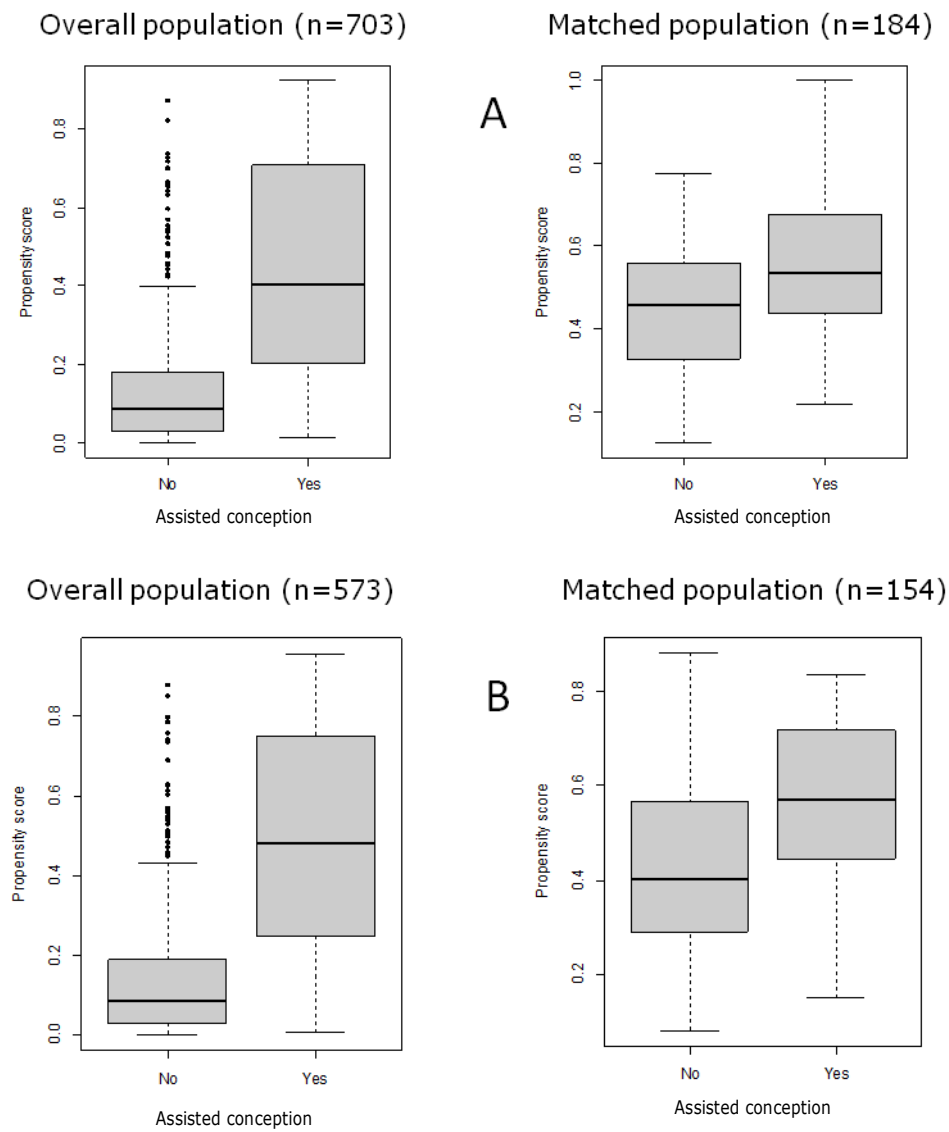 Overall population (n=703)
Matched population (n=184)
A
Propensity score
0.0
0.2
0.4
0.6
0.8
No
Yes
Assisted conception
Propensity score
0.2
0.4
0.6
0.8
1.0
No
Yes
Assisted conception
Overall population (n=573)
Matched population (n=154)
B
Propensity score
0.0
0.2
0.4
0.6
0.8
No
Yes
Assisted conception
Propensity score
0.2
0.4
0.6
0.8
No
Yes
Assisted conception